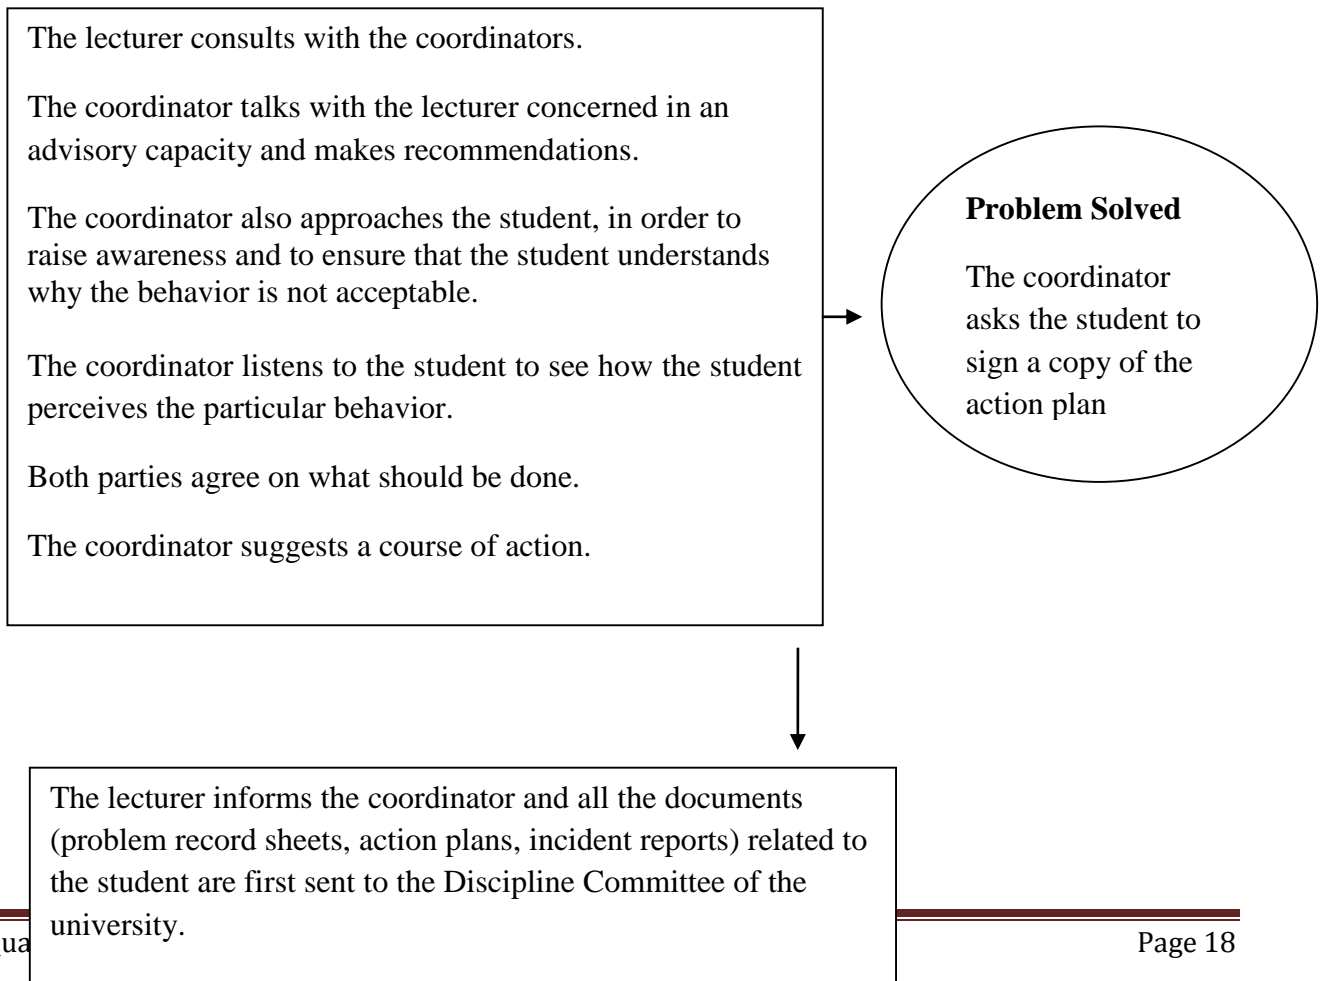 The lecturer consults with the coordinators.
The coordinator talks with the lecturer concerned in an
advisory capacity and makes recommendations.
The coordinator also approaches the student, in order to
raise awareness and to ensure that the student understands
why the behavior is not acceptable.
The coordinator listens to the student to see how the student
perceives the particular behavior.
Both parties agree on what should be done.
The coordinator suggests a course of action.
Problem Solved
The coordinator
asks the student to
sign a copy of the
action plan
The lecturer informs the coordinator and all the documents
(problem record sheets, action plans, incident reports) related to
the student are first sent to the Discipline Committee of the
university.
Page 18